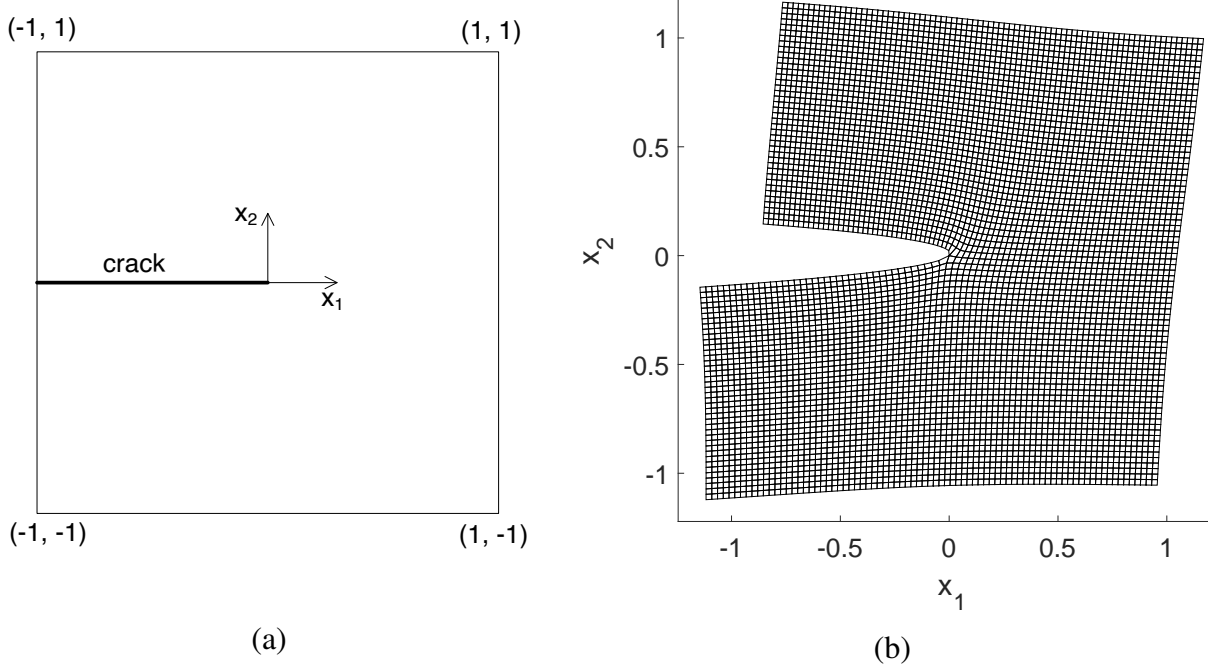 (-1, 1)
(1, 1)
x2
crack
x1
(-1, -1)
(1, -1)
(a)
1
0.5
0
-0.5
-1
x2
-1
-0.5
0
0.5
1
x1
(b)